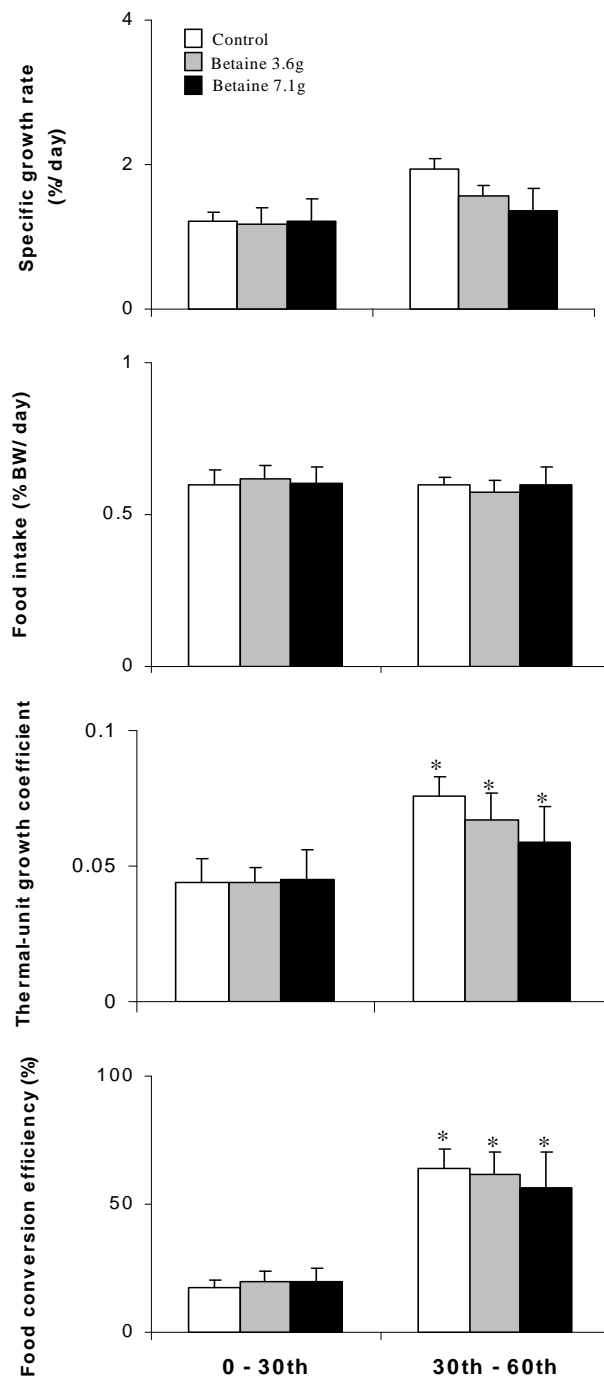 Specific growth rate
(%/day)
4
2
0
Control
Betaine 3.6g
Betaine 7.1g
Food intake (% BW/day)
1
0.5
0
Thermal-unit growth coefficient
0.1
0.05
0
*
*
*
Food conversion efficiency (%)
100
50
0
*
*
*
0 - 30th
30th - 60th